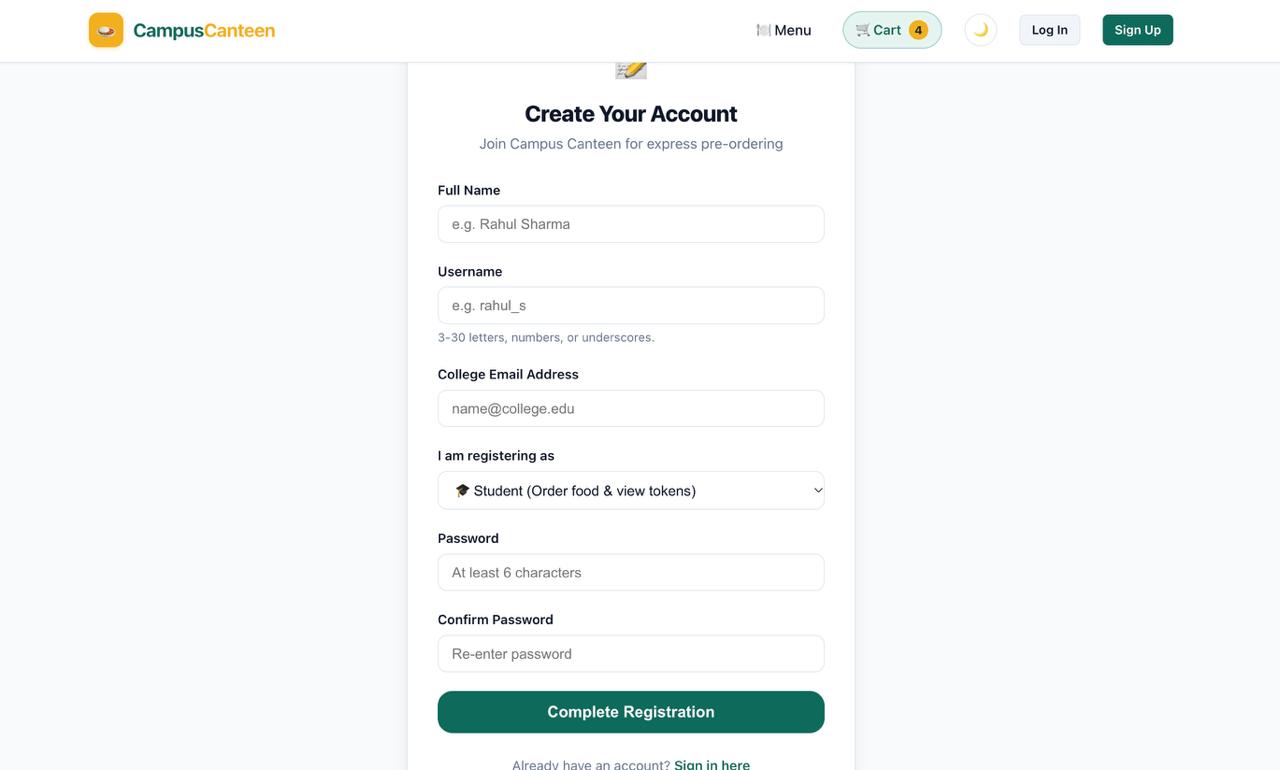 CampusCanteen
Menu
Cart 4
Log In
Sign Up
Create Your Account
Join Campus Canteen for express pre-ordering
Full Name
e.g. Rahul Sharma
Username
e.g. rahul_s
3-30 letters, numbers, or underscores.
College Email Address
name@college.edu
I am registering as
Student (Order food & view tokens)
Password
At least 6 characters
Confirm Password
Re-enter password
Complete Registration
Already have an account? Sign in here